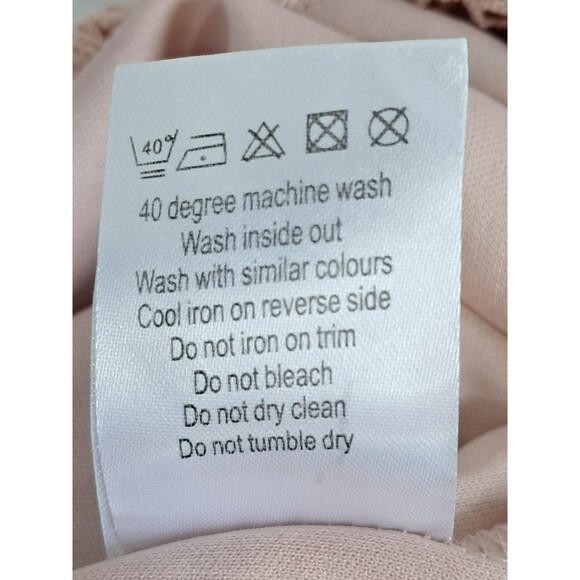 40°
40 degree machine wash
Wash inside out
Wash with similar colours
Cool iron on reverse side
Do not iron on trim
Do not bleach
Do not dry clean
Do not tumble dry